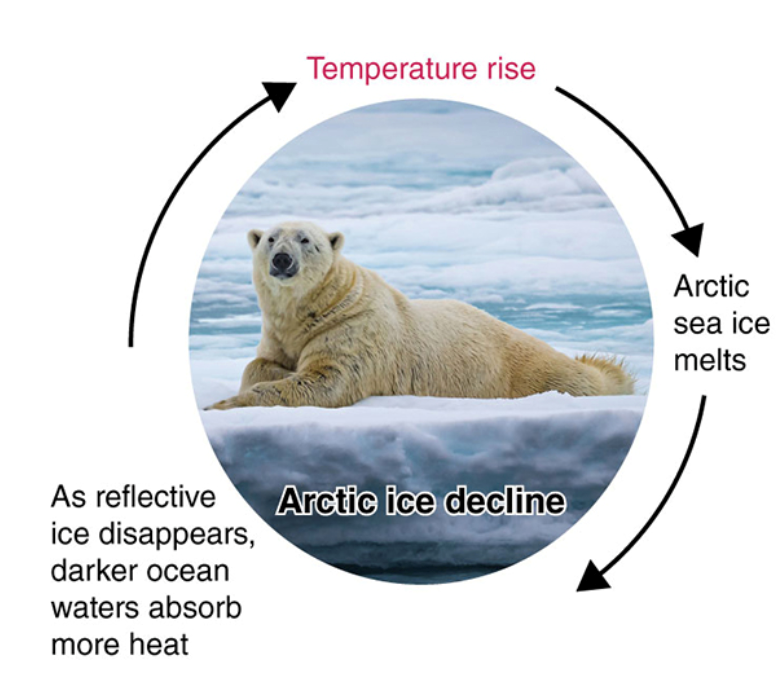 Temperature rise
Arctic
sea ice
melts
As reflective
ice disappears,
darker ocean
waters absorb
more heat
Arctic ice decline